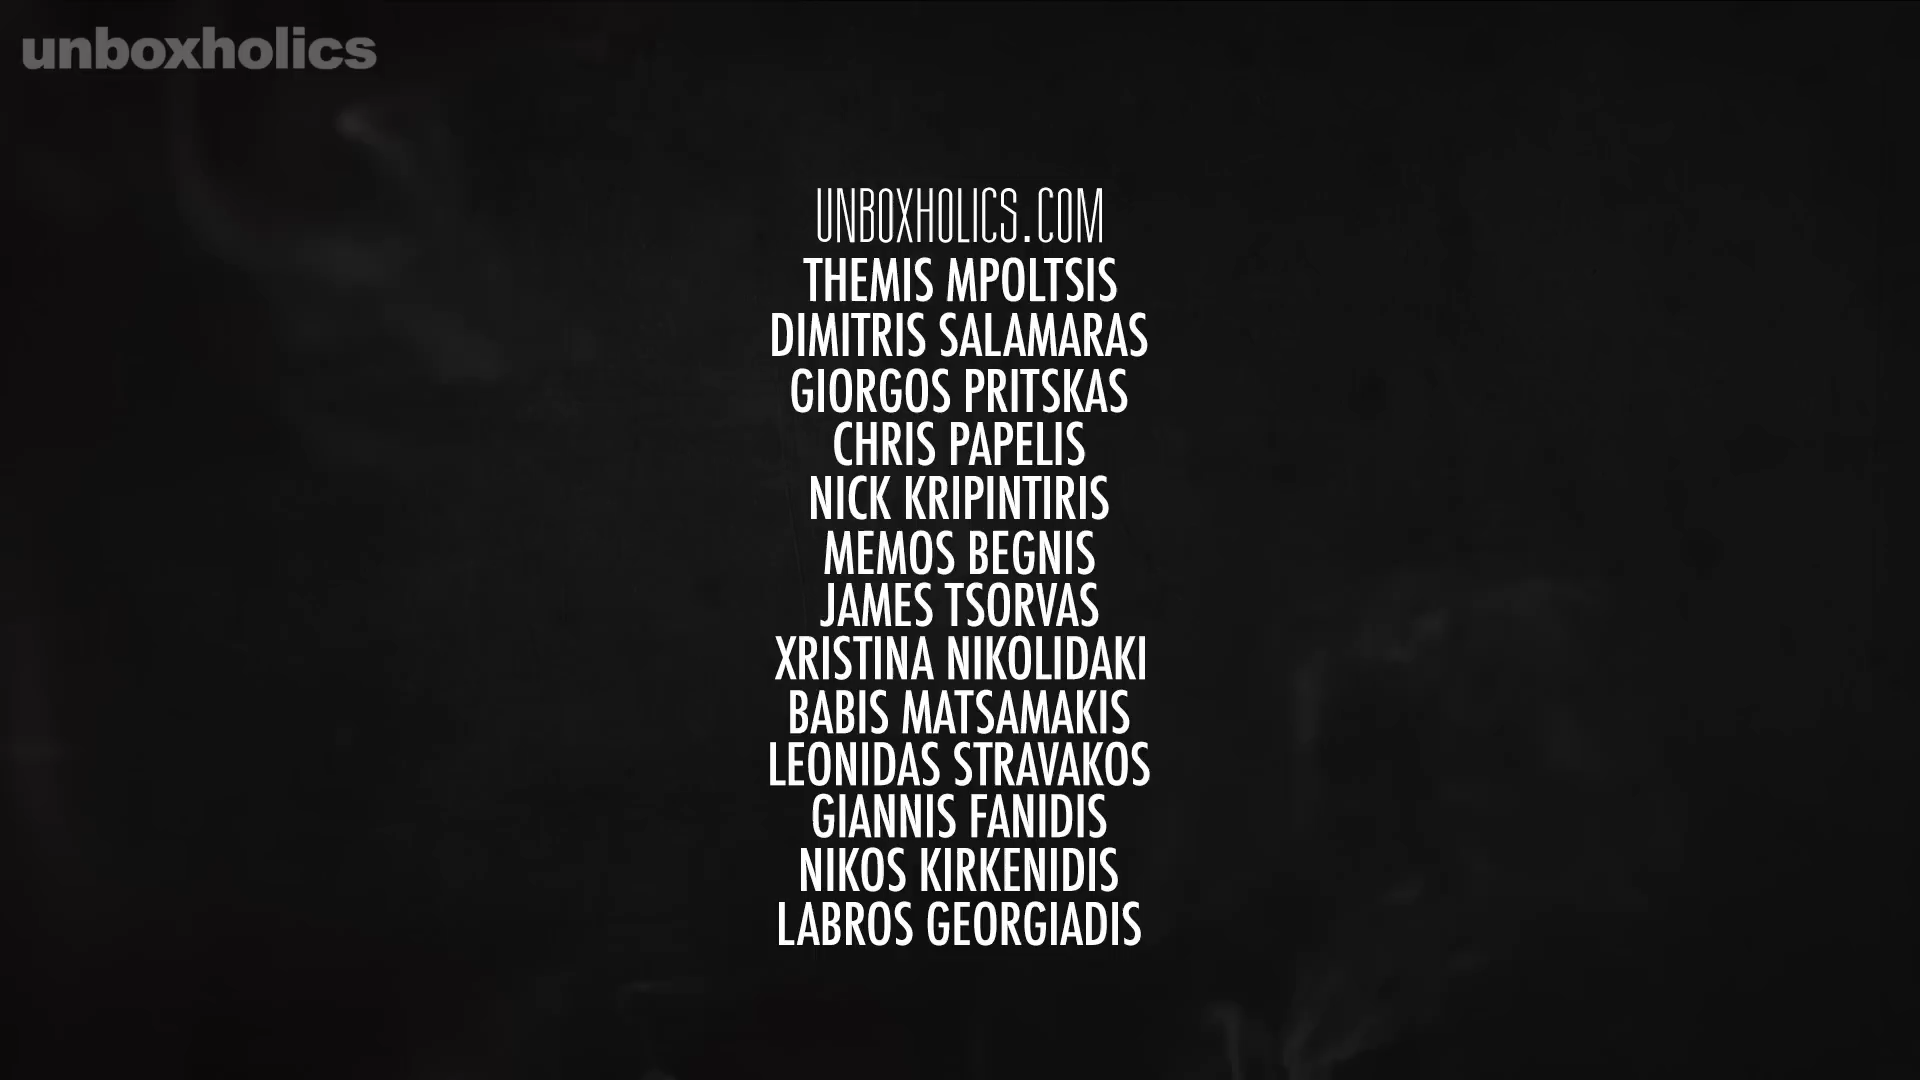 unboxholics
UNBOXHOLICS.COM
THEMIS MPOLTSIS
DIMITRIS SALAMARAS
GIORGOS PRITSKAS
CHRIS PAPELIS
NICK KRIPINTIRIS
MEMOS BEGNIS
JAMES TSORVAS
XRISTINA NIKOLIDAKI
BABIS MATSAMAKIS
LEONIDAS STRAVAKOS
GIANNIS FANIDIS
NIKOS KIRKENIDIS
LABROS GEORGIADIS